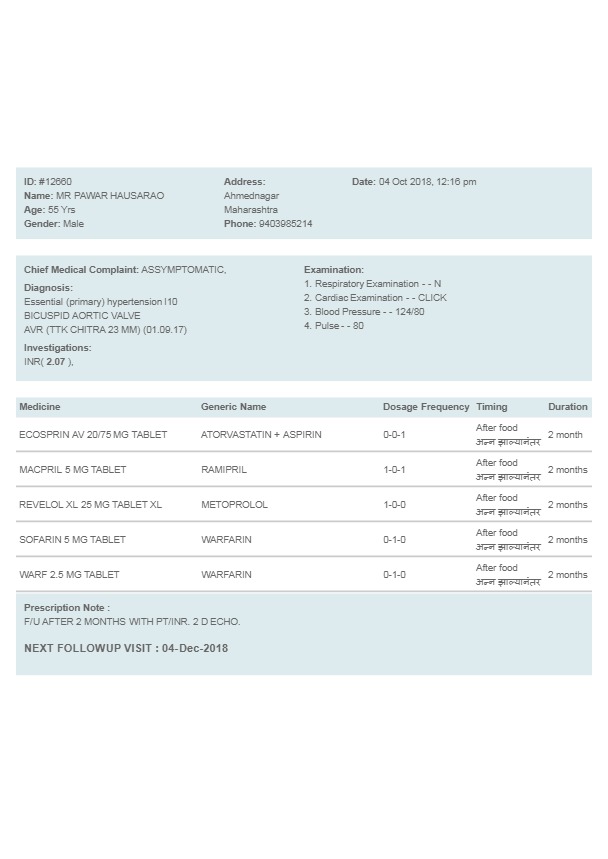 ID: #12660
Name: MR PAWAR HAUSARAO
Age: 55 Yrs
Gender: Male
Address:
Ahmednagar
Maharashtra
Phone: 9403985214
Date: 04 Oct 2018, 12:16 pm
Chief Medical Complaint: ASSYMPTOMATIC,
Diagnosis:
Essential (primary) hypertension I10
BICUSPID AORTIC VALVE
AVR (TTK CHITRA 23 MM) (01.09.17)
Investigations:
INR( 2.07 ),
Examination:
1. Respiratory Examination - - N
2. Cardiac Examination - - CLICK
3. Blood Pressure - - 124/80
4. Pulse - - 80
Medicine Generic Name Dosage Frequency Timing Duration
ECOSPRIN AV 20/75 MG TABLET ATORVASTATIN + ASPIRIN 0-0-1 After food 2 month
अन्न झाल्यानंतर
MACPRIL 5 MG TABLET RAMIPRIL 1-0-1 After food 2 months
अन्न झाल्यानंतर
REVELOL XL 25 MG TABLET XL METOPROLOL 1-0-0 After food 2 months
अन्न झाल्यानंतर
SOFARIN 5 MG TABLET WARFARIN 0-1-0 After food 2 months
अन्न झाल्यानंतर
WARF 2.5 MG TABLET WARFARIN 0-1-0 After food 2 months
अन्न झाल्यानंतर
Prescription Note :
F/U AFTER 2 MONTHS WITH PT/INR. 2 D ECHO.
NEXT FOLLOWUP VISIT : 04-Dec-2018